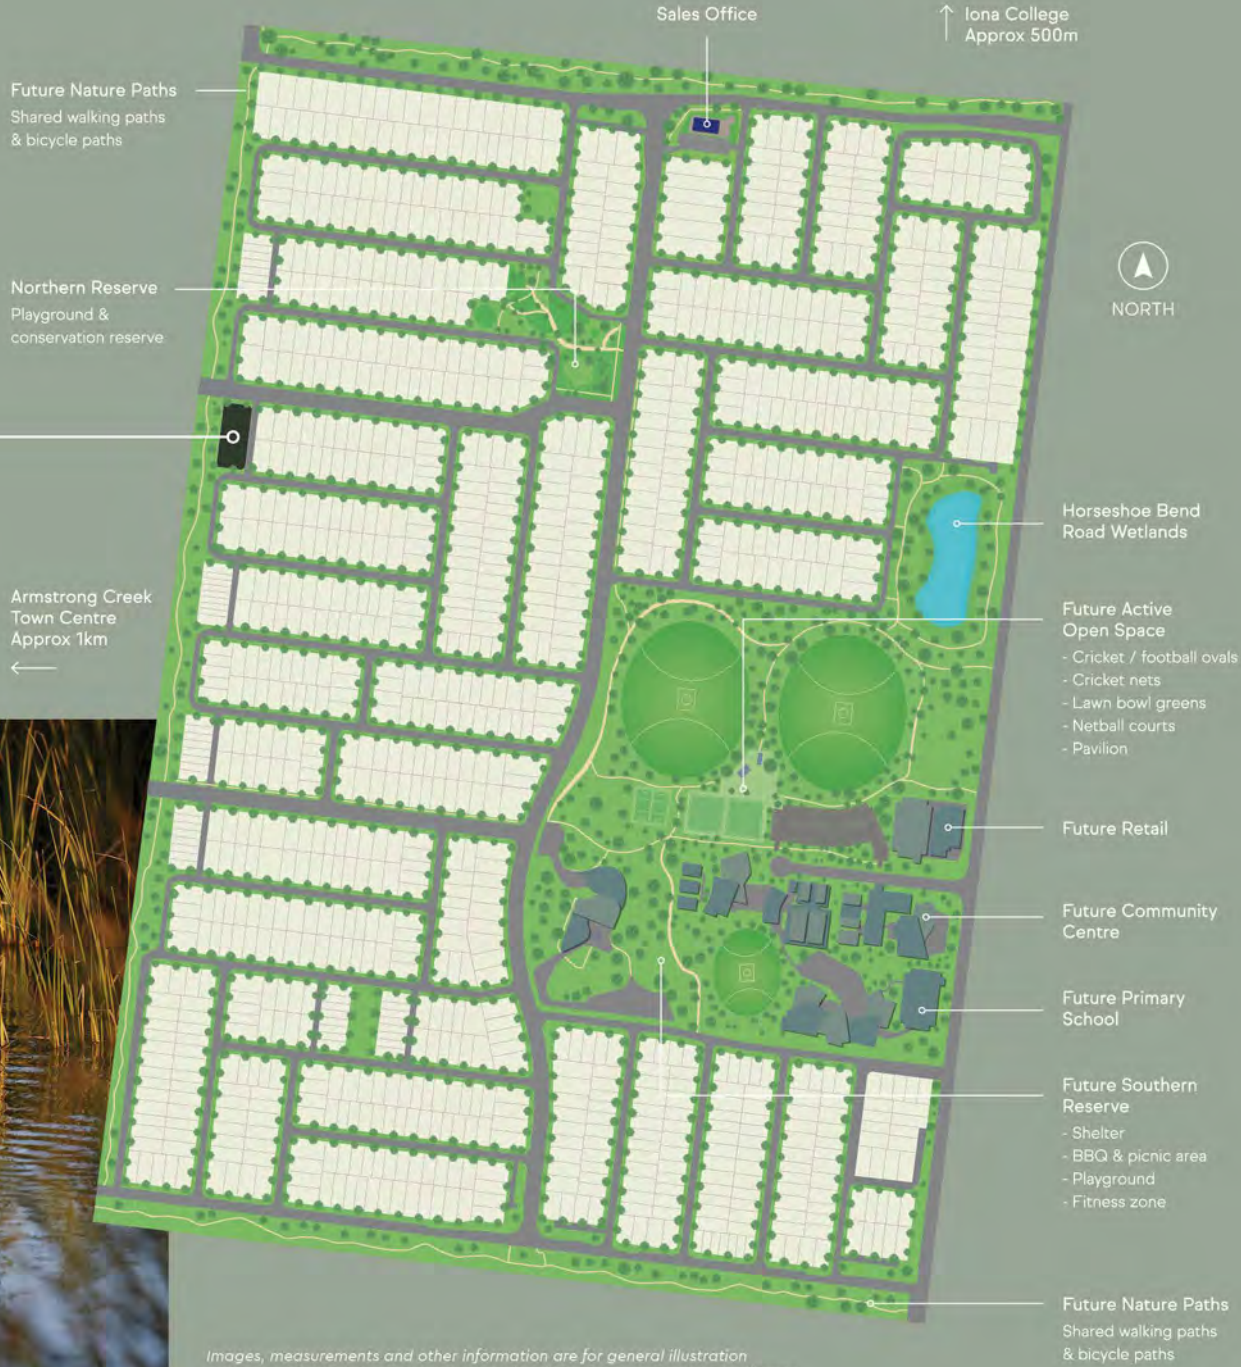 Sales Office
Iona College
Approx 500m
Future Nature Paths
Shared walking paths
& bicycle paths
Northern Reserve
Playground &
conservation reserve
NORTH
Horseshoe Bend
Road Wetlands
Armstrong Creek
Town Centre
Approx 1km
Future Active
Open Space
- Cricket / football ovals
- Cricket nets
- Lawn bowl greens
- Netball courts
- Pavilion
Future Retail
Future Community
Centre
Future Primary
School
Future Southern
Reserve
- Shelter
- BBQ & picnic area
- Playground
- Fitness zone
Future Nature Paths
Shared walking paths
& bicycle paths
Images, measurements and other information are for general illustration